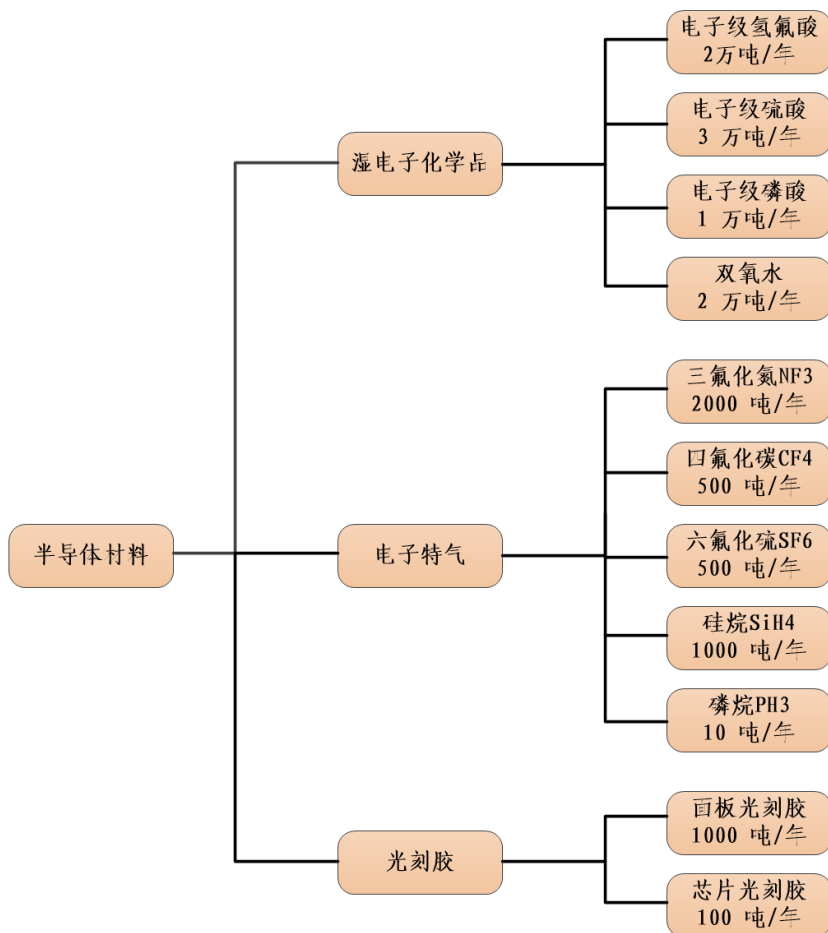 电子级氢氟酸
2万吨/年
电子级硫酸
3 万吨/年
湿电子化学品
电子级磷酸
1 万吨/年
双氧水
2 万吨/年
三氟化氮NF3
2000 吨/年
四氟化碳CF4
500 吨/年
半导体材料
电子特气
六氟化硫SF6
500 吨/年
硅烷SiH4
1000 吨/年
磷烷PH3
10 吨/年
面板光刻胶
1000 吨/年
光刻胶
芯片光刻胶
100 吨/年